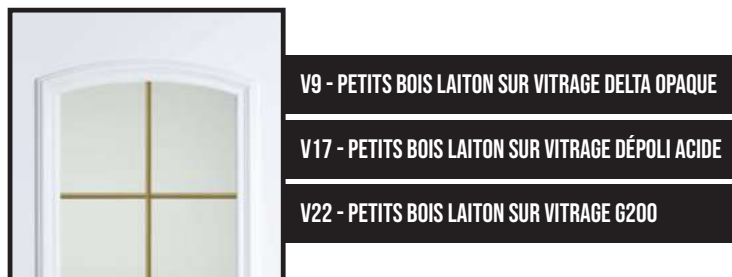 V9 - PETITS BOIS LAITON SUR VITRAGE DELTA OPAQUE
V17 - PETITS BOIS LAITON SUR VITRAGE DÉPOLI ACIDE
V22 - PETITS BOIS LAITON SUR VITRAGE G200